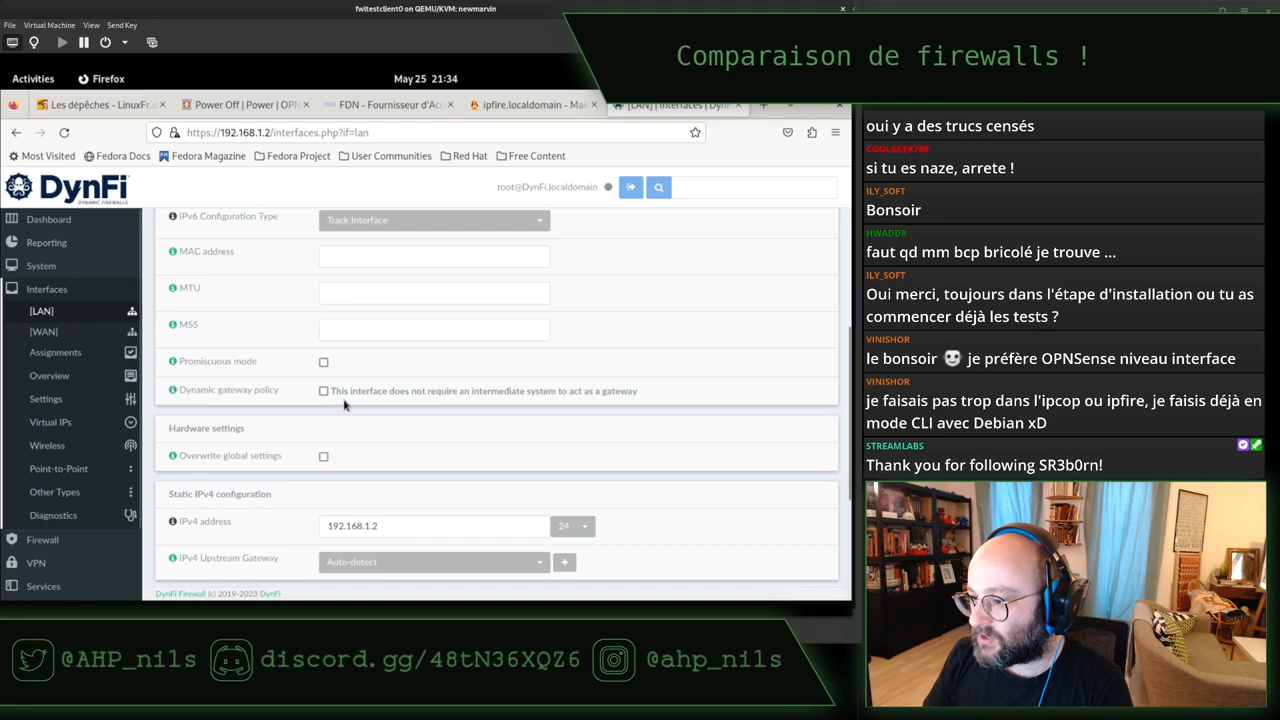 fwltestclient0 on QEMU/KVM: newmarvin
File Virtual Machine View Send Key
Comparaison de firewalls !
Activities Firefox May 25 21:34
Les dépêches - LinuxFr.o Power Off | Power | OPN FDN - Fournisseur d'Acc ipfire.localdomain - Mai [LAN] | Interfaces | DynF
https://192.168.1.2/interfaces.php?if=lan
Most Visited Fedora Docs Fedora Magazine Fedora Project User Communities Red Hat Free Content
DynFi
DYNAMIC FIREWALLS
root@DynFi.localdomain
Dashboard
Reporting
System
Interfaces
[LAN]
[WAN]
Assignments
Overview
Settings
Virtual IPs
Wireless
Point-to-Point
Other Types
Diagnostics
Firewall
VPN
Services
IPv6 Configuration Type Track Interface
MAC address
MTU
MSS
Promiscuous mode
Dynamic gateway policy This interface does not require an intermediate system to act as a gateway
Hardware settings
Overwrite global settings
Static IPv4 configuration
IPv4 address 192.168.1.2 24
IPv4 Upstream Gateway Auto-detect
DynFi Firewall (c) 2019-2023 DynFi
oui y a des trucs censés
COOLGEEK789
si tu es naze, arrete !
ILY_SOFT
Bonsoir
HWADDR
faut qd mm bcp bricolé je trouve ...
ILY_SOFT
Oui merci, toujours dans l'étape d'installation ou tu as
commencer déjà les tests ?
VINISHOR
le bonsoir je préfère OPNSense niveau interface
VINISHOR
je faisais pas trop dans l'ipcop ou ipfire, je faisis déjà en
mode CLI avec Debian xD
STREAMLABS
Thank you for following SR3b0rn!
@AHP_nils discord.gg/48tN36XQZ6 @ahp_nils